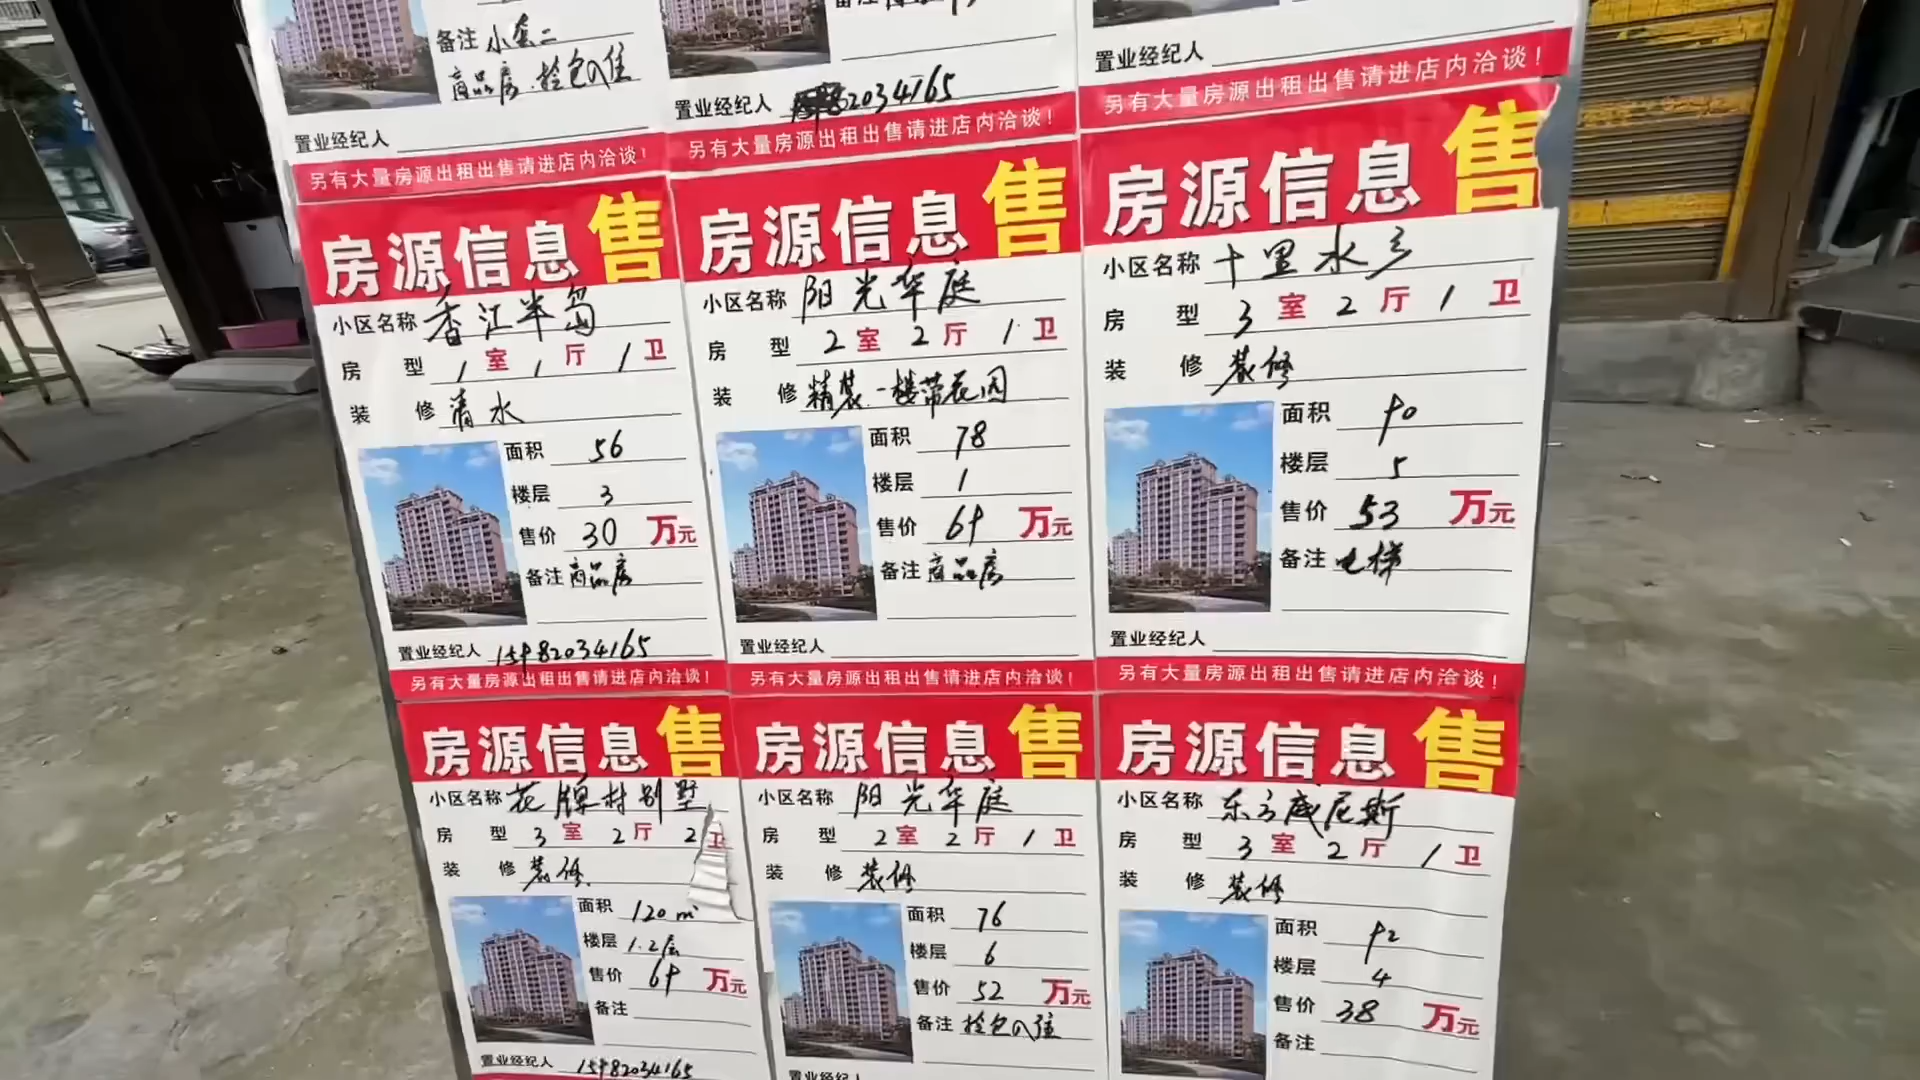 备注 小套二
商品房.拎包入住
置业经纪人
另有大量房源出租出售请进店内洽谈！
备注
置业经纪人 82034165
另有大量房源出租出售请进店内洽谈！
置业经纪人
另有大量房源出租出售请进店内洽谈！
房源信息 售
小区名称 香江半岛
房型 1室1厅1卫
装修 清水
面积 56
楼层 3
售价 30 万元
备注 商品房
置业经纪人 15982034165
另有大量房源出租出售请进店内洽谈！
房源信息 售
小区名称 阳光华庭
房型 2室2厅1卫
装修 精装.一楼带花园
面积 78
楼层 1
售价 69 万元
备注 商品房
置业经纪人
另有大量房源出租出售请进店内洽谈！
房源信息 售
小区名称 十里水乡
房型 3室2厅1卫
装修 装修
面积 90
楼层 5
售价 53 万元
备注 电梯
置业经纪人
另有大量房源出租出售请进店内洽谈！
房源信息 售
小区名称 花牌村别墅
房型 3室2厅2卫
装修 装修
面积 120m²
楼层 1.2层
售价 69 万元
备注
置业经纪人 15982034165
房源信息 售
小区名称 阳光华庭
房型 2室2厅1卫
装修 装修
面积 76
楼层 6
售价 52 万元
备注 拎包入住
置业经纪人
房源信息 售
小区名称 东方威尼斯
房型 3室2厅1卫
装修 装修
面积 92
楼层 4
售价 38 万元
备注